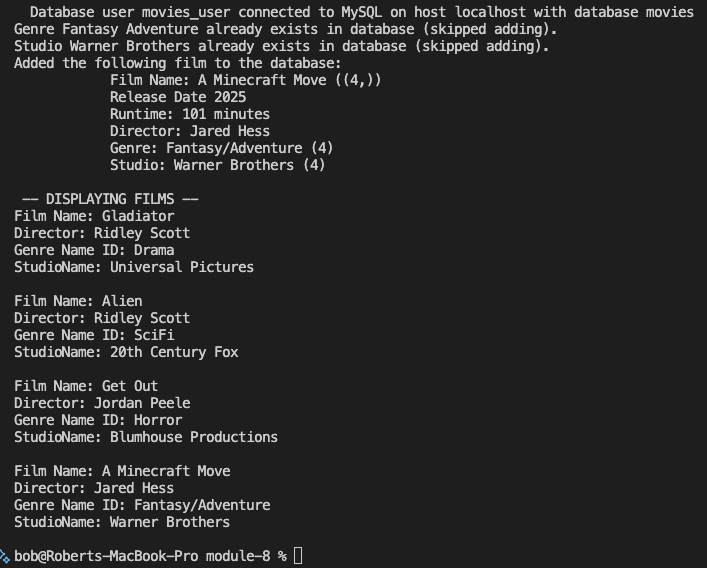 Database user movies_user connected to MySQL on host localhost with database movies
Genre Fantasy Adventure already exists in database (skipped adding).
Studio Warner Brothers already exists in database (skipped adding).
Added the following film to the database:
Film Name: A Minecraft Move ((4,))
Release Date 2025
Runtime: 101 minutes
Director: Jared Hess
Genre: Fantasy/Adventure (4)
Studio: Warner Brothers (4)
-- DISPLAYING FILMS --
Film Name: Gladiator
Director: Ridley Scott
Genre Name ID: Drama
StudioName: Universal Pictures
Film Name: Alien
Director: Ridley Scott
Genre Name ID: SciFi
StudioName: 20th Century Fox
Film Name: Get Out
Director: Jordan Peele
Genre Name ID: Horror
StudioName: Blumhouse Productions
Film Name: A Minecraft Move
Director: Jared Hess
Genre Name ID: Fantasy/Adventure
StudioName: Warner Brothers
bob@Roberts-MacBook-Pro module-8 %